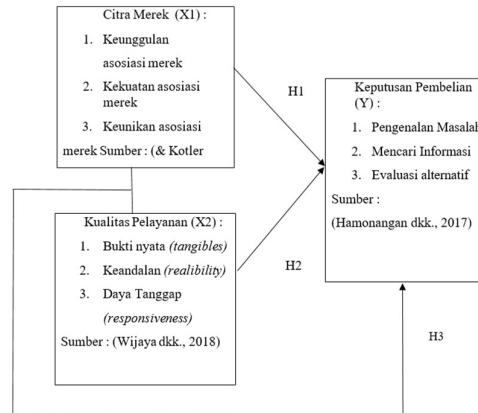 Citra Merek (X1) :
1. Keunggulan
asosiasi merek
2. Kekuatan asosiasi
merek
3. Keunikan asosiasi
merek Sumber : (& Kotler
H1
Keputusan Pembelian
(Y) :
1. Pengenalan Masalah
2. Mencari Informasi
3. Evaluasi alternatif
Sumber :
(Hamonangan dkk., 2017)
Kualitas Pelayanan (X2) :
1. Bukti nyata (tangibles)
2. Keandalan (realibility)
3. Daya Tanggap
(responsiveness)
Sumber : (Wijaya dkk., 2018)
H2
H3